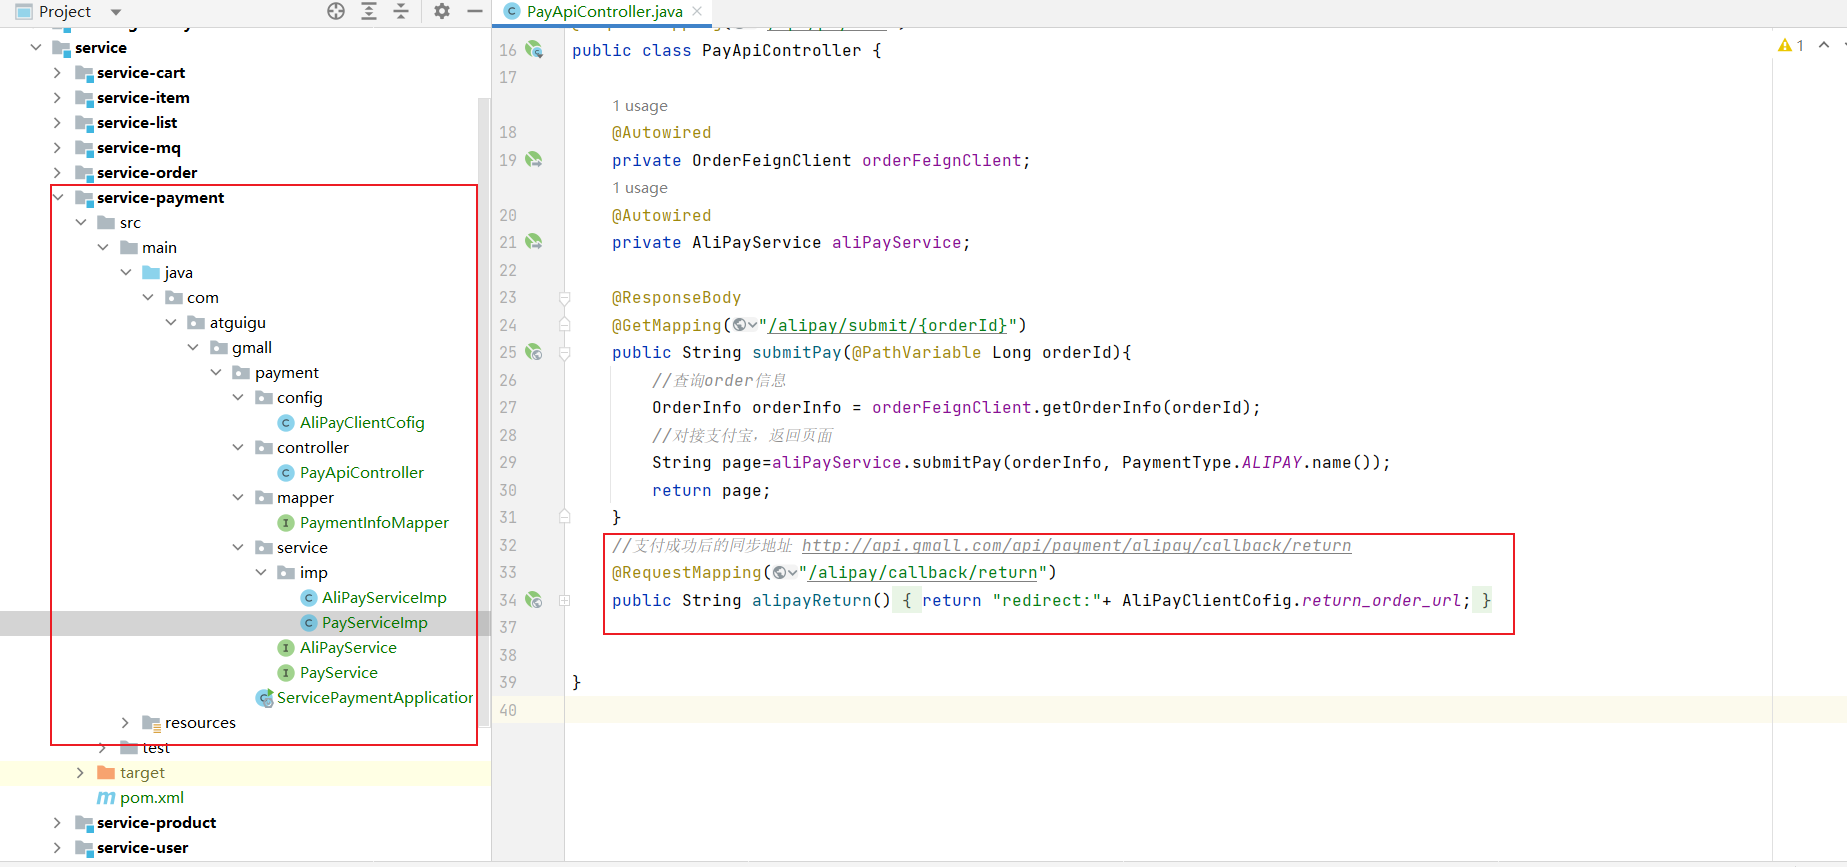 Project
PayApiController.java
service
service-cart
service-item
service-list
service-mq
service-order
service-payment
src
main
java
com
atguigu
gmall
payment
config
AliPayClientCofig
controller
PayApiController
mapper
PaymentInfoMapper
service
imp
AliPayServiceImp
PayServiceImp
AliPayService
PayService
ServicePaymentApplication
resources
test
target
pom.xml
service-product
service-user
1
16 public class PayApiController {
17
1 usage
18 @Autowired
19 private OrderFeignClient orderFeignClient;
1 usage
20 @Autowired
21 private AliPayService aliPayService;
22
23 @ResponseBody
24 @GetMapping("/alipay/submit/{orderId}")
25 public String submitPay(@PathVariable Long orderId){
26 //查询order信息
27 OrderInfo orderInfo = orderFeignClient.getOrderInfo(orderId);
28 //对接支付宝，返回页面
29 String page=aliPayService.submitPay(orderInfo, PaymentType.ALIPAY.name());
30 return page;
31 }
32 //支付成功后的同步地址 http://api.gmall.com/api/payment/alipay/callback/return
33 @RequestMapping("/alipay/callback/return")
34 public String alipayReturn() { return "redirect:"+ AliPayClientCofig.return_order_url; }
37
38
39 }
40